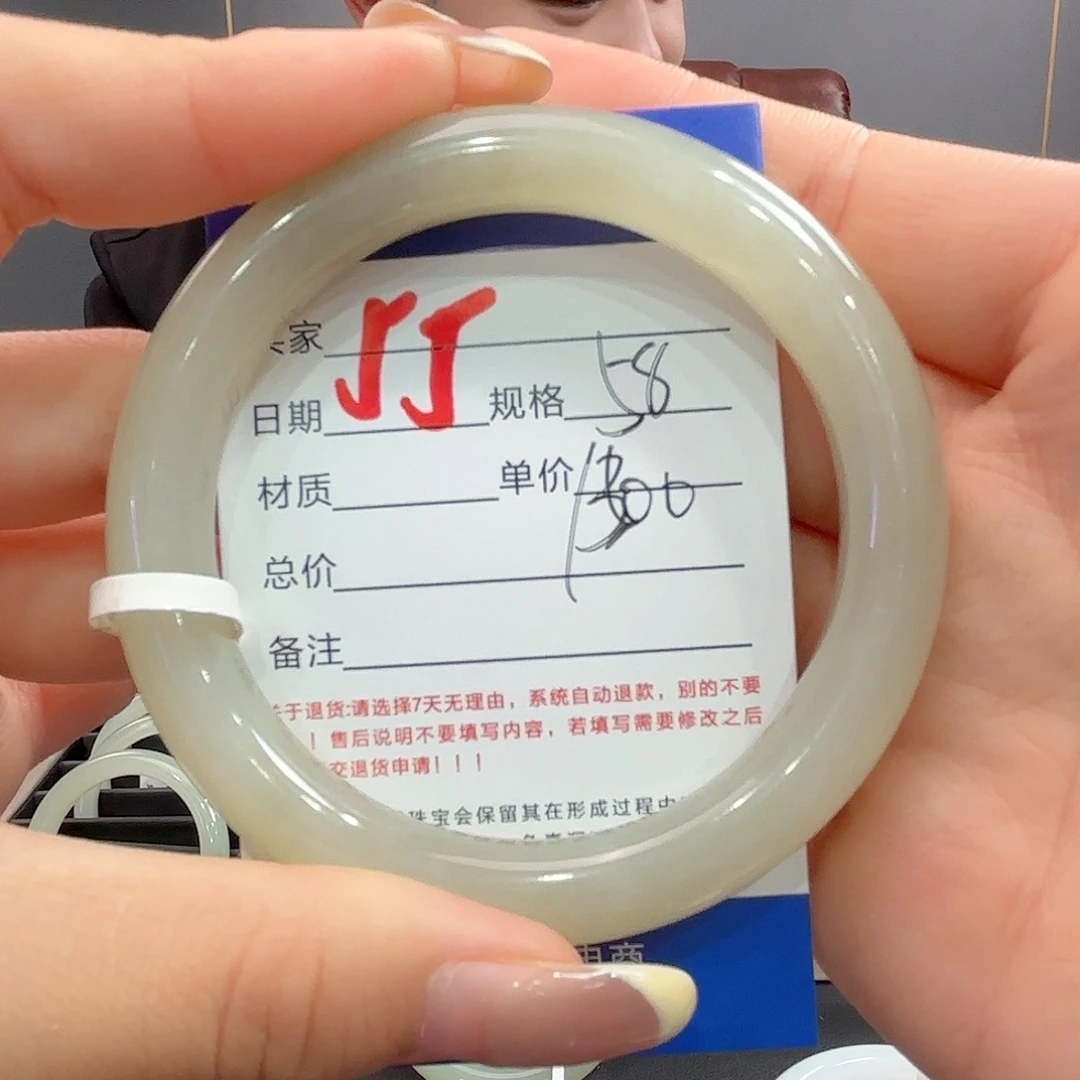 家
日期 规格 58
材质 单价
总价
备注
于退货:请选择7天无理由，系统自动退款，别的不要
！售后说明不要填写内容，若填写需要修改之后
交退货申请！！！
珠宝会保留其在形成过程中
电商